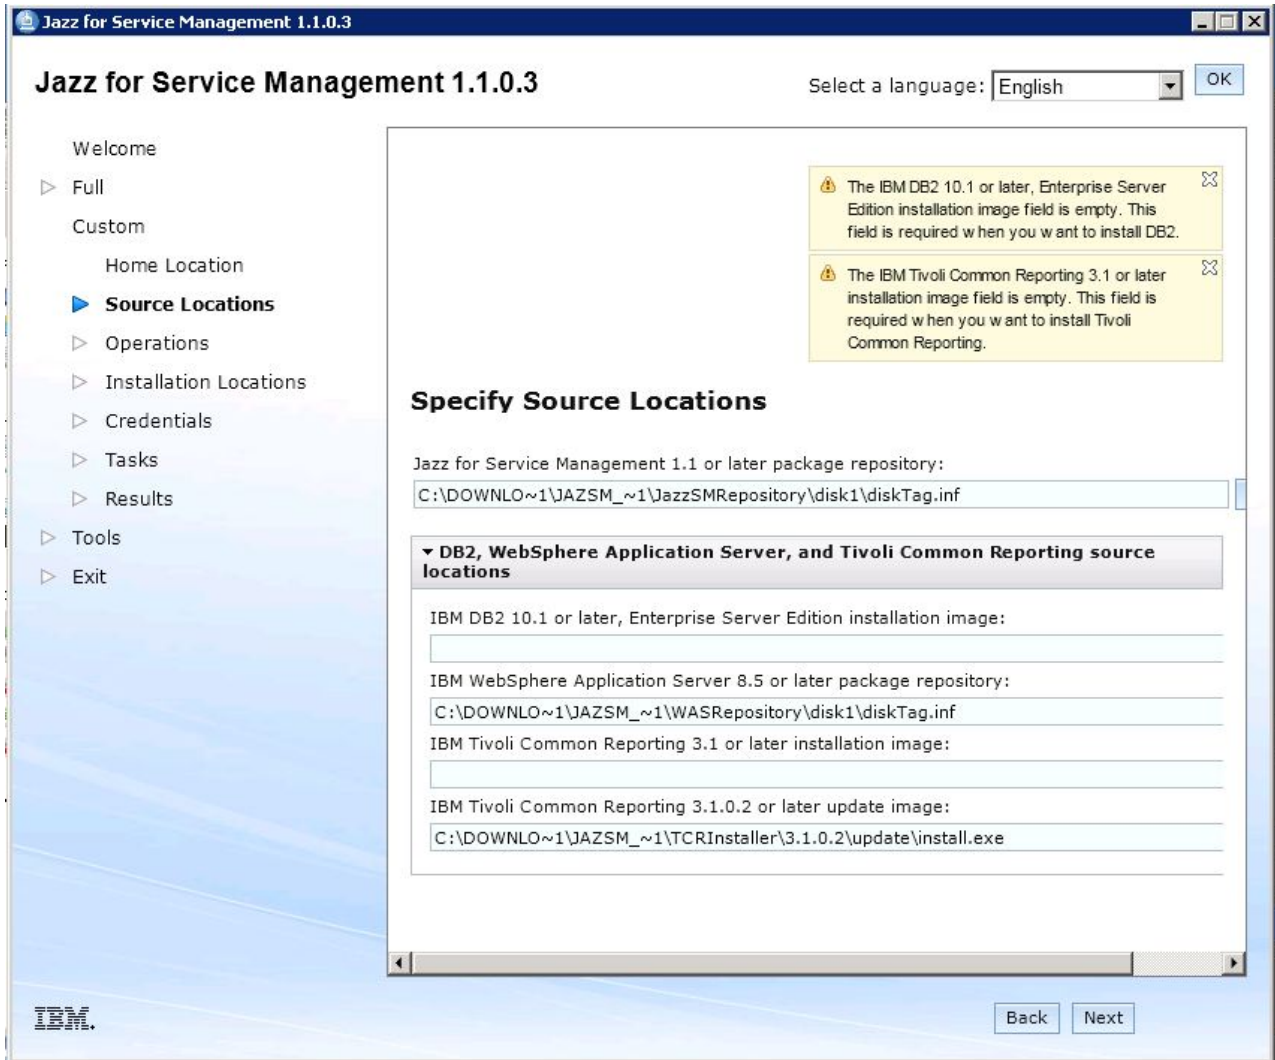 Jazz for Service Management 1.1.0.3
Jazz for Service Management 1.1.0.3
Select a language: English OK
Welcome
Full
Custom
Home Location
Source Locations
Operations
Installation Locations
Credentials
Tasks
Results
Tools
Exit
The IBM DB2 10.1 or later, Enterprise Server
Edition installation image field is empty. This
field is required when you want to install DB2.
The IBM Tivoli Common Reporting 3.1 or later
installation image field is empty. This field is
required when you want to install Tivoli
Common Reporting.
Specify Source Locations
Jazz for Service Management 1.1 or later package repository:
C:\DOWNLO~1\JAZSM_~1\JazzSMRepository\disk1\diskTag.inf
DB2, WebSphere Application Server, and Tivoli Common Reporting source
locations
IBM DB2 10.1 or later, Enterprise Server Edition installation image:
IBM WebSphere Application Server 8.5 or later package repository:
C:\DOWNLO~1\JAZSM_~1\WASRepository\disk1\diskTag.inf
IBM Tivoli Common Reporting 3.1 or later installation image:
IBM Tivoli Common Reporting 3.1.0.2 or later update image:
C:\DOWNLO~1\JAZSM_~1\TCRInstaller\3.1.0.2\update\install.exe
IBM.
Back Next